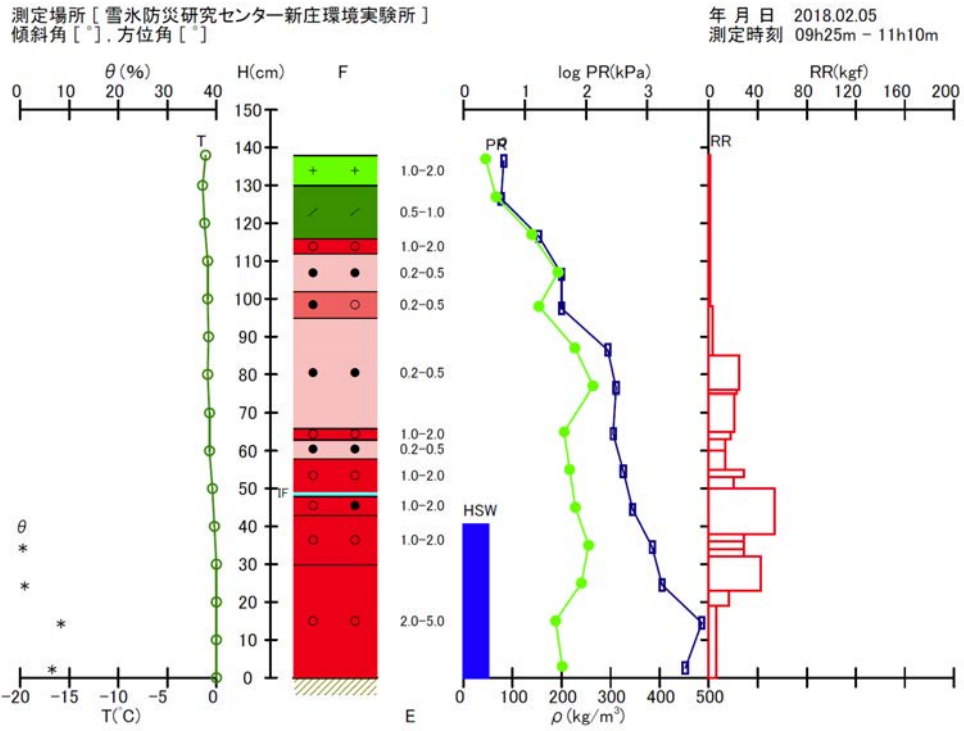 測定場所 [ 雪氷防災研究センター新庄環境実験所 ]
年 月 日 2018.02.05
傾斜角 [ ° ] , 方位角 [ ° ]
測定時刻 09h25m - 11h10m
θ (%) H(cm) F log PR(kPa) RR(kgf)
0 10 20 30 40 0 1 2 3 0 40 80 120 160 200
150
T PR ρ RR
140
1.0-2.0
130
0.5-1.0
120
1.0-2.0
110
0.2-0.5
100
0.2-0.5
90
80
0.2-0.5
70
1.0-2.0
60
0.2-0.5
1.0-2.0
50
IF
1.0-2.0
HSW
40
θ
1.0-2.0
30
20
2.0-5.0
10
0
-20 -15 -10 -5 0 0 100 200 300 400 500
T(°C) E ρ (kg/m³)